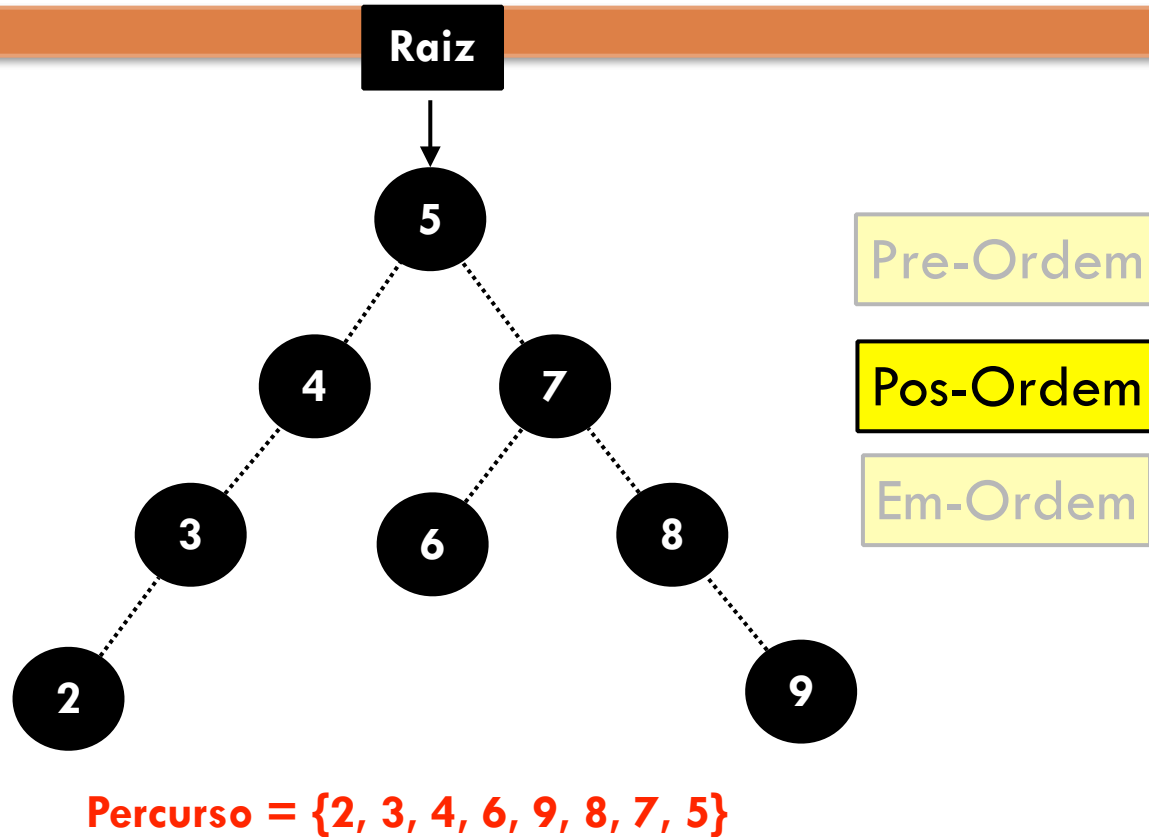 Raiz
5
Pre-Ordem
4
7
Pos-Ordem
Em-Ordem
3
6
8
2
9
Percurso = {2, 3, 4, 6, 9, 8, 7, 5}